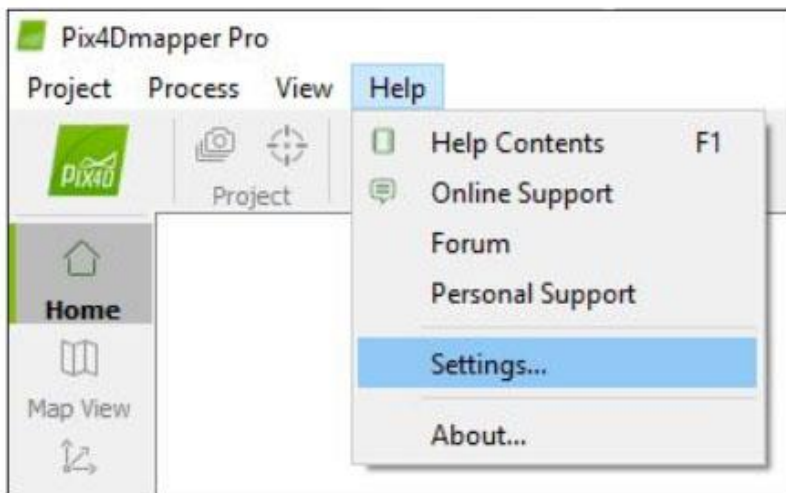 Pix4Dmapper Pro
Project Process View Help
PIX4D
Project
Help Contents F1
Online Support
Forum
Personal Support
Settings...
About...
Home
Map View